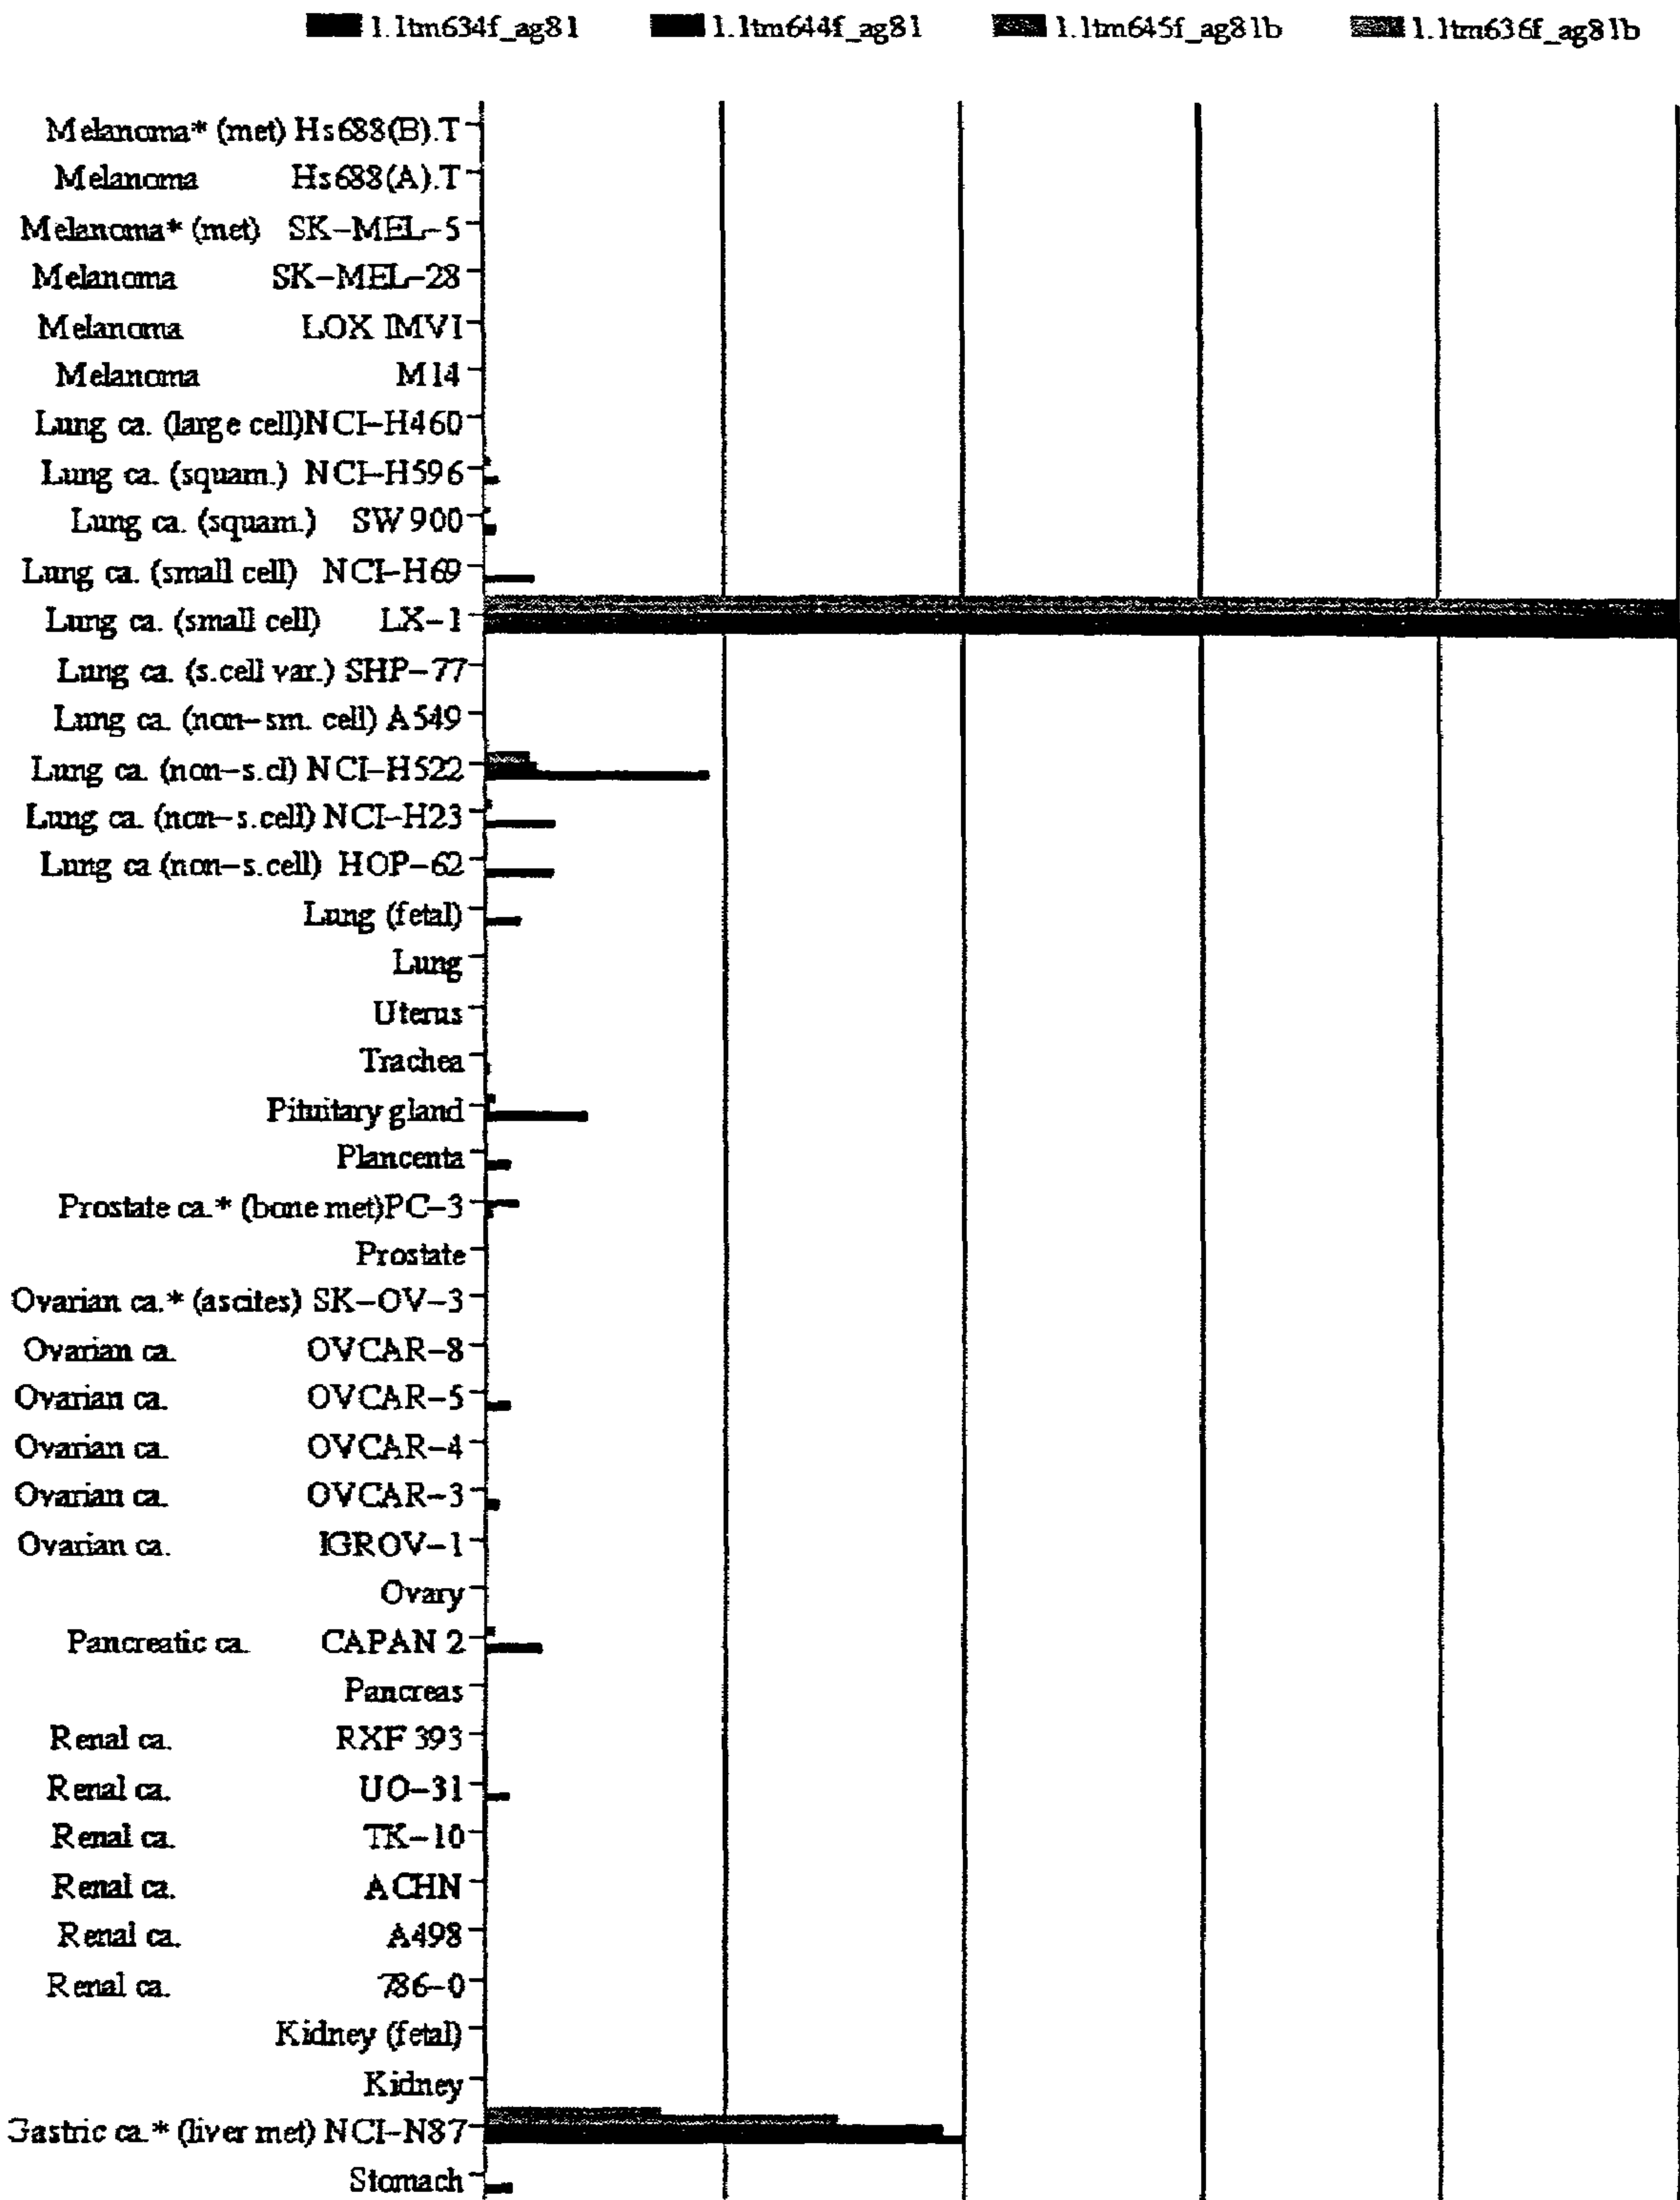 1.1tm634f_ag81 1.1tm644f_ag81 1.1tm645f_ag81b 1.1tm636f_ag81b
Melanoma* (met) Hs688(B).T
Melanoma Hs688(A).T
Melanoma* (met) SK-MEL-5
Melanoma SK-MEL-28
Melanoma LOX IMVI
Melanoma M14
Lung ca. (large cell)NCI-H460
Lung ca. (squam.) NCI-H596
Lung ca. (squam.) SW 900
Lung ca. (small cell) NCI-H69
Lung ca. (small cell) LX-1
Lung ca. (s.cell var.) SHP-77
Lung ca. (non-sm. cell) A549
Lung ca. (non-s.cl) NCI-H522
Lung ca. (non-s.cell) NCI-H23
Lung ca (non-s.cell) HOP-62
Lung (fetal)
Lung
Uterus
Trachea
Pituitary gland
Plancenta
Prostate ca.* (bone met)PC-3
Prostate
Ovarian ca.* (ascites) SK-OV-3
Ovarian ca. OVCAR-8
Ovarian ca. OVCAR-5
Ovarian ca. OVCAR-4
Ovarian ca. OVCAR-3
Ovarian ca. IGROV-1
Ovary
Pancreatic ca. CAPAN 2
Pancreas
Renal ca. RXF 393
Renal ca. UO-31
Renal ca. TK-10
Renal ca. ACHN
Renal ca. A498
Renal ca. 786-0
Kidney (fetal)
Kidney
Gastric ca.* (liver met) NCI-N87
Stomach